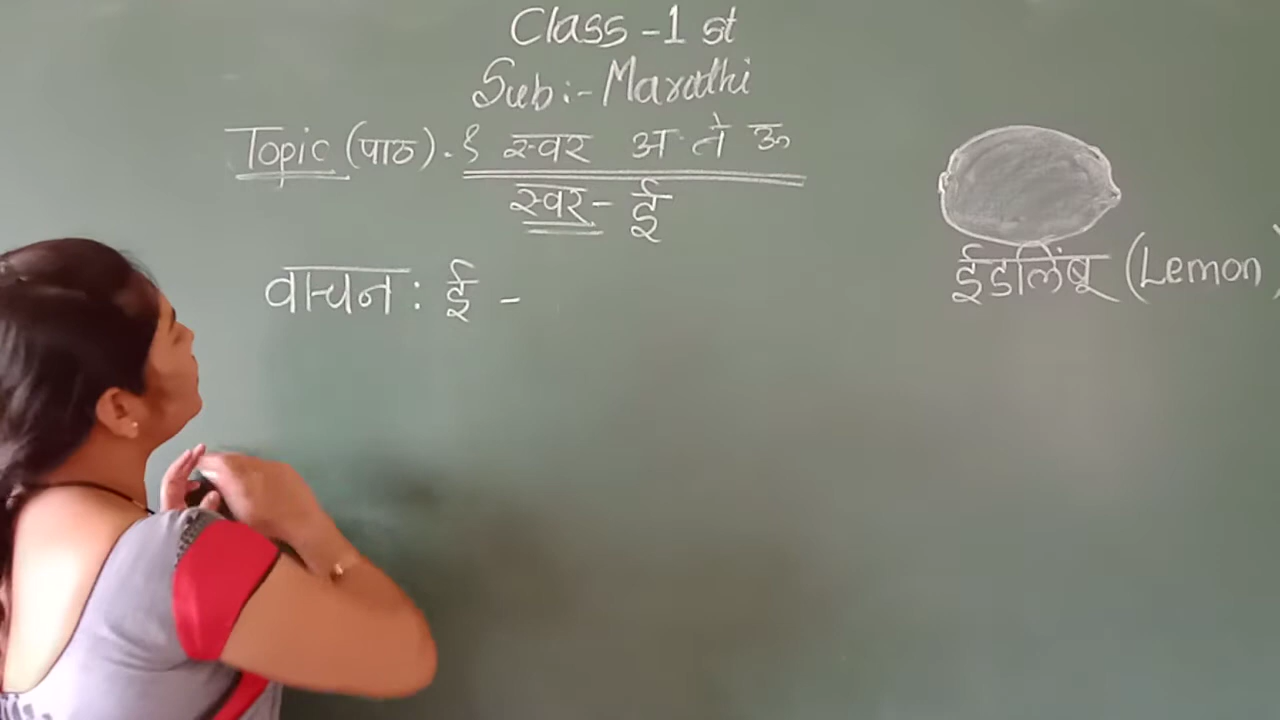 Class - 1 st
Sub :- Marathi
Topic (पाठ). १ स्वर अ ते ऊ
स्वर - ई
वाचन : ई -
ईडलिंबू (Lemon)